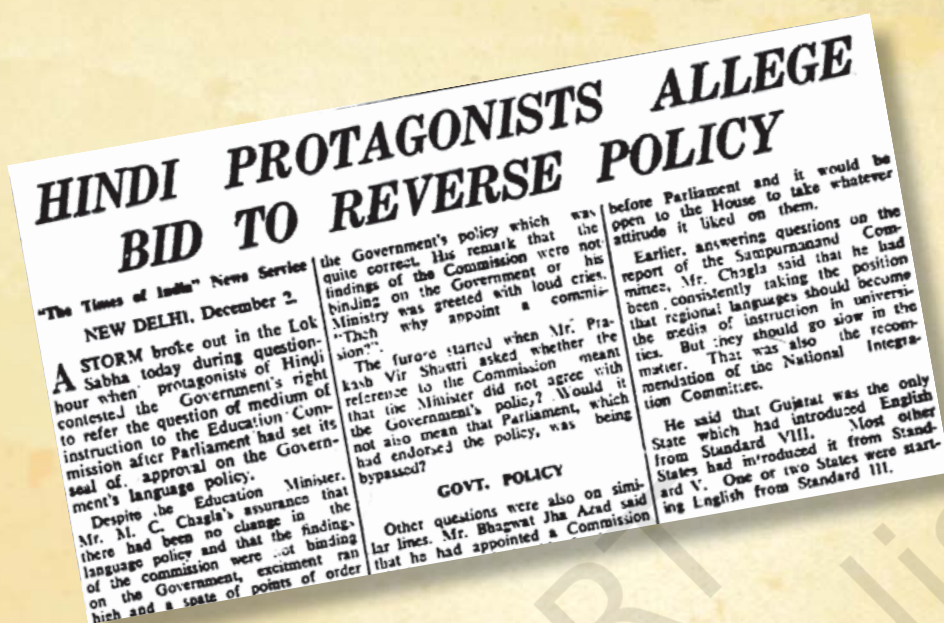 HINDI PROTAGONISTS ALLEGE
BID TO REVERSE POLICY
"The Times of India" News Service
NEW DELHI, December 2.
A STORM broke out in the Lok
Sabha today during question-
hour when protagonists of Hindi
contested the Government's right
to refer the question of medium of
instruction to the Education Com-
mission after Parliament had set its
seal of approval on the Govern-
ment's language policy.
Despite the Education Minister,
Mr. M. C. Chagla's assurance that
there had been no change in the
language policy and that the findings
of the commission were not binding
on the Government, excitment ran
high and a spate of points of order
the Government's policy which was
quite correct. His remark that the
findings of the Commission were not
binding on the Government or his
Ministry was greeted with loud cries,
"Then why appoint a commis-
sion?".
The furore started when Mr. Pra-
kash Vir Shastri asked whether the
reference to the Commission meant
that the Minister did not agree with
the Government's policy? Would it
not also mean that Parliament, which
had endorsed the policy, was being
bypassed?
GOVT. POLICY
Other questions were also on simi-
lar lines. Mr. Bhagwat Jha Azad said
that he had appointed a Commission
before Parliament and it would be
open to the House to take whatever
attitude it liked on them.
Earlier, answering questions on the
report of the Sampurnanand Com-
mittee, Mr. Chagla said that he had
been consistently taking the position
that regional languages should become
the media of instruction in universi-
ties. But they should go slow in the
matter. That was also the recom-
mendation of the National Integra-
tion Committee.
He said that Gujarat was the only
State which had introduced English
from Standard VIII. Most other
States had introduced it from Stand-
ard V. One or two States were start-
ing English from Standard III.